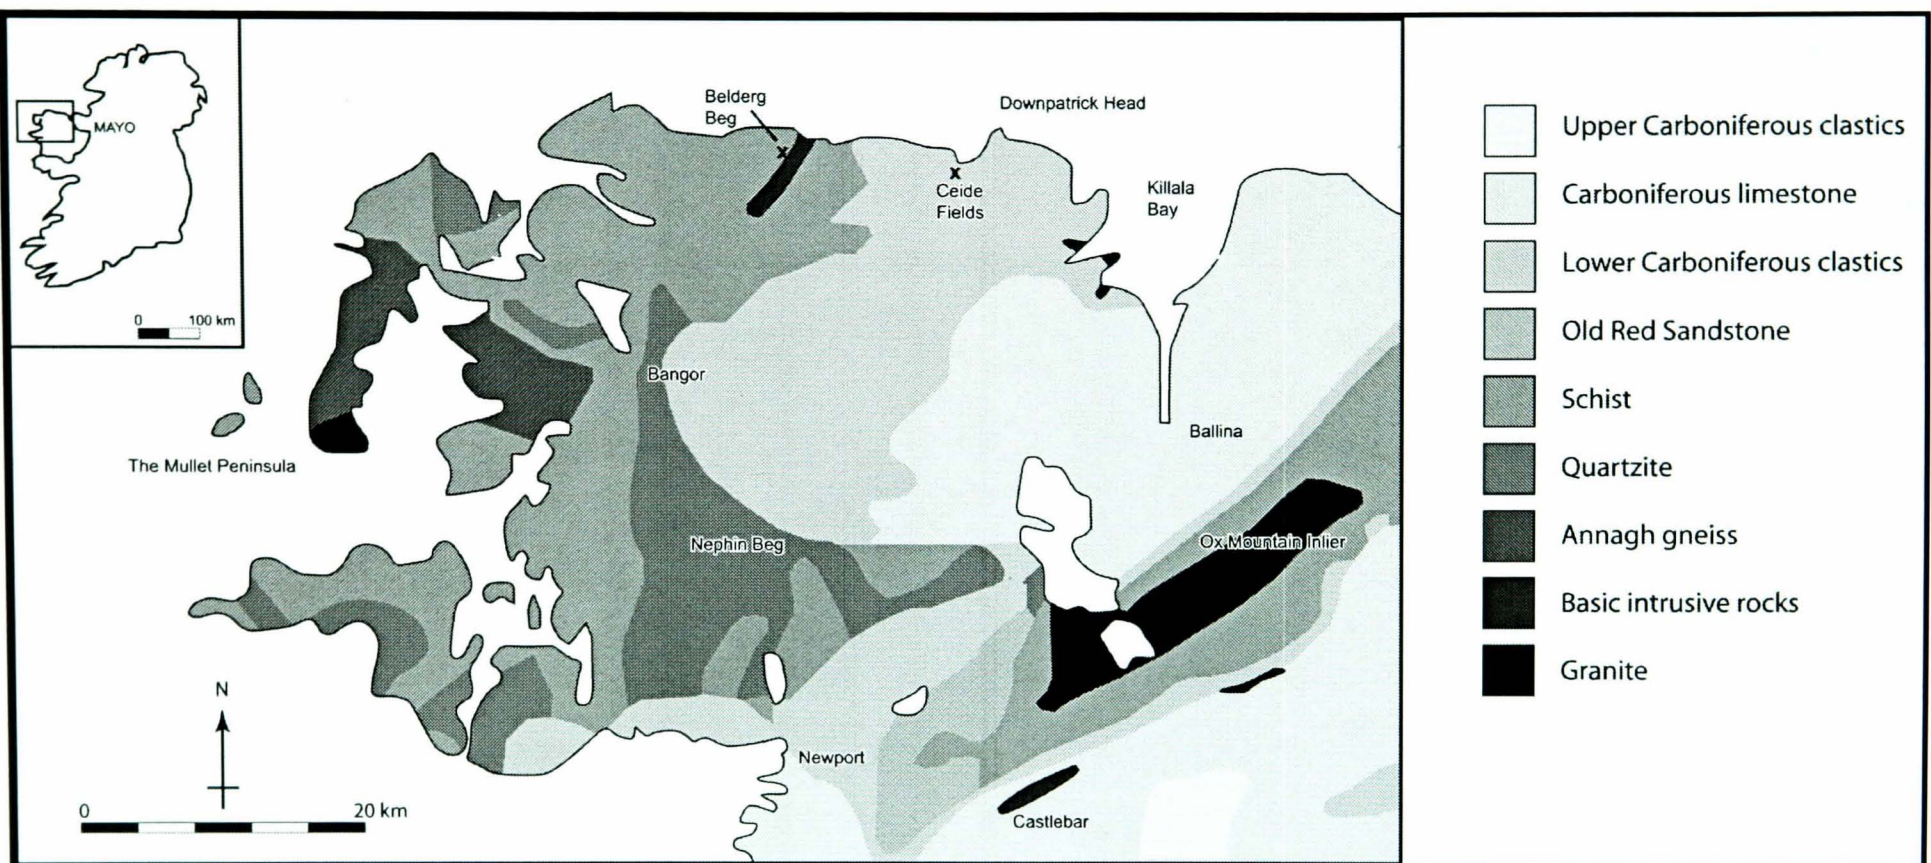 MAYO
0 100 km
Belderg
Beg
Downpatrick Head
Ceide
Fields
Killala
Bay
Bangor
Ballina
The Mullet Peninsula
Nephin Beg
Ox Mountain Inlier
N
Newport
0 20 km
Castlebar
Upper Carboniferous clastics
Carboniferous limestone
Lower Carboniferous clastics
Old Red Sandstone
Schist
Quartzite
Annagh gneiss
Basic intrusive rocks
Granite